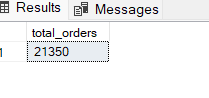 Results Messages
total_orders
1 21350